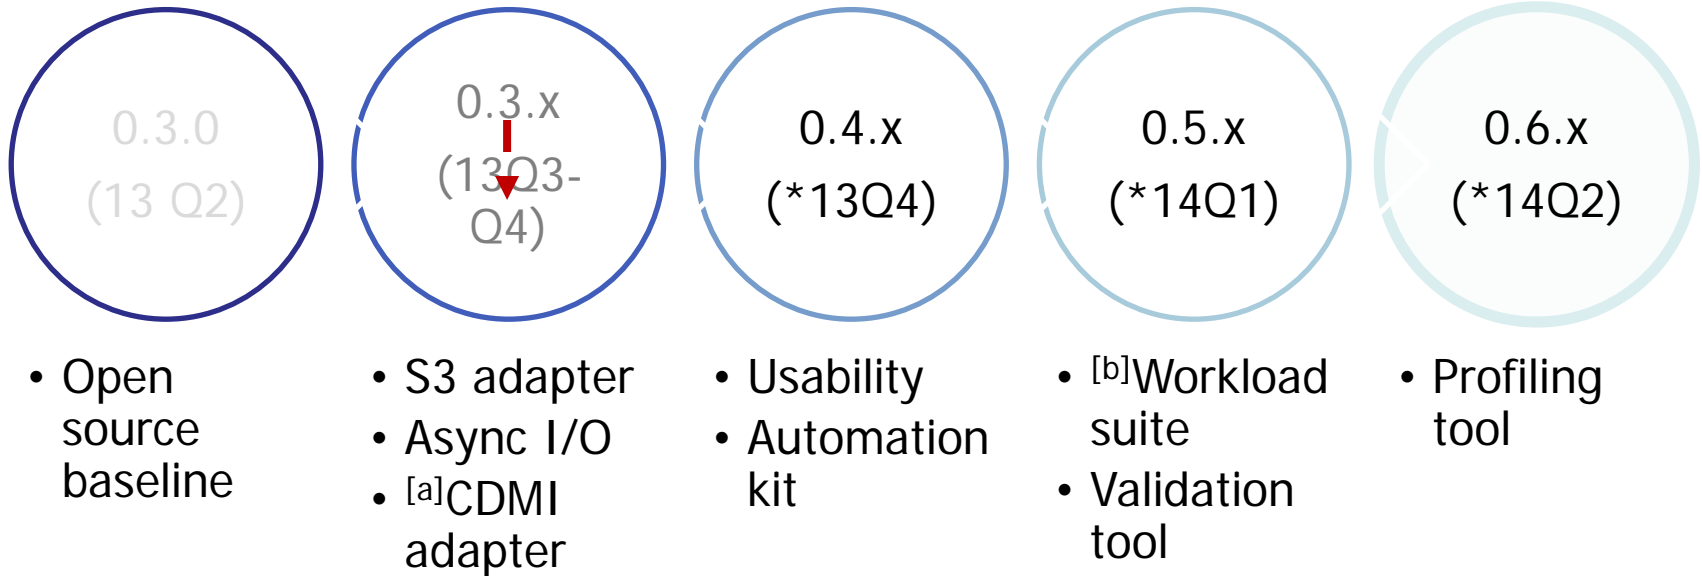 0.3.0
(13 Q2)
0.3.x
(13Q3-
Q4)
0.4.x
(*13Q4)
0.5.x
(*14Q1)
0.6.x
(*14Q2)
• Open
source
baseline
• S3 adapter
• Async I/O
• [a]CDMI
adapter
• Usability
• Automation
kit
• [b]Workload
suite
• Validation
tool
• Profiling
tool